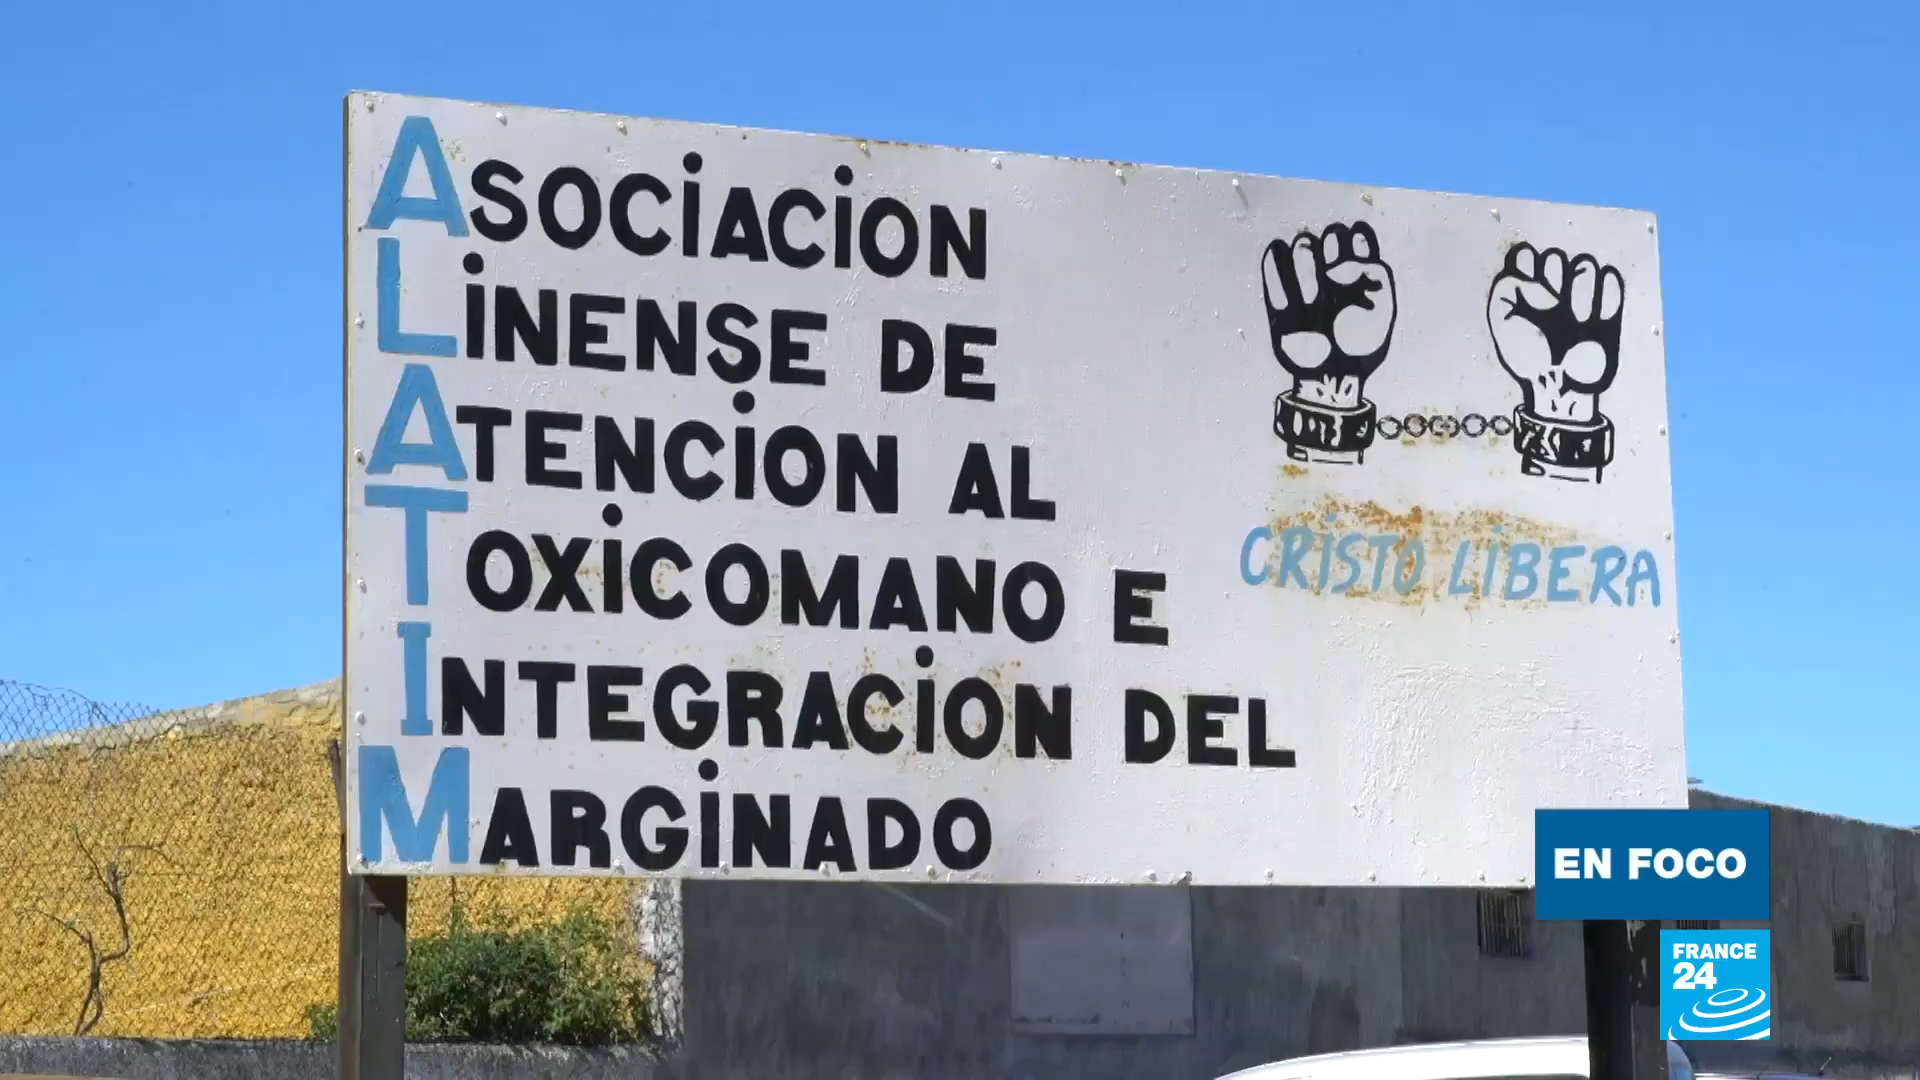 ASOCIACION
LINENSE DE
ATENCION AL
TOXICOMANO E
INTEGRACION DEL
MARGINADO
CRISTO LIBERA
EN FOCO
FRANCE
24